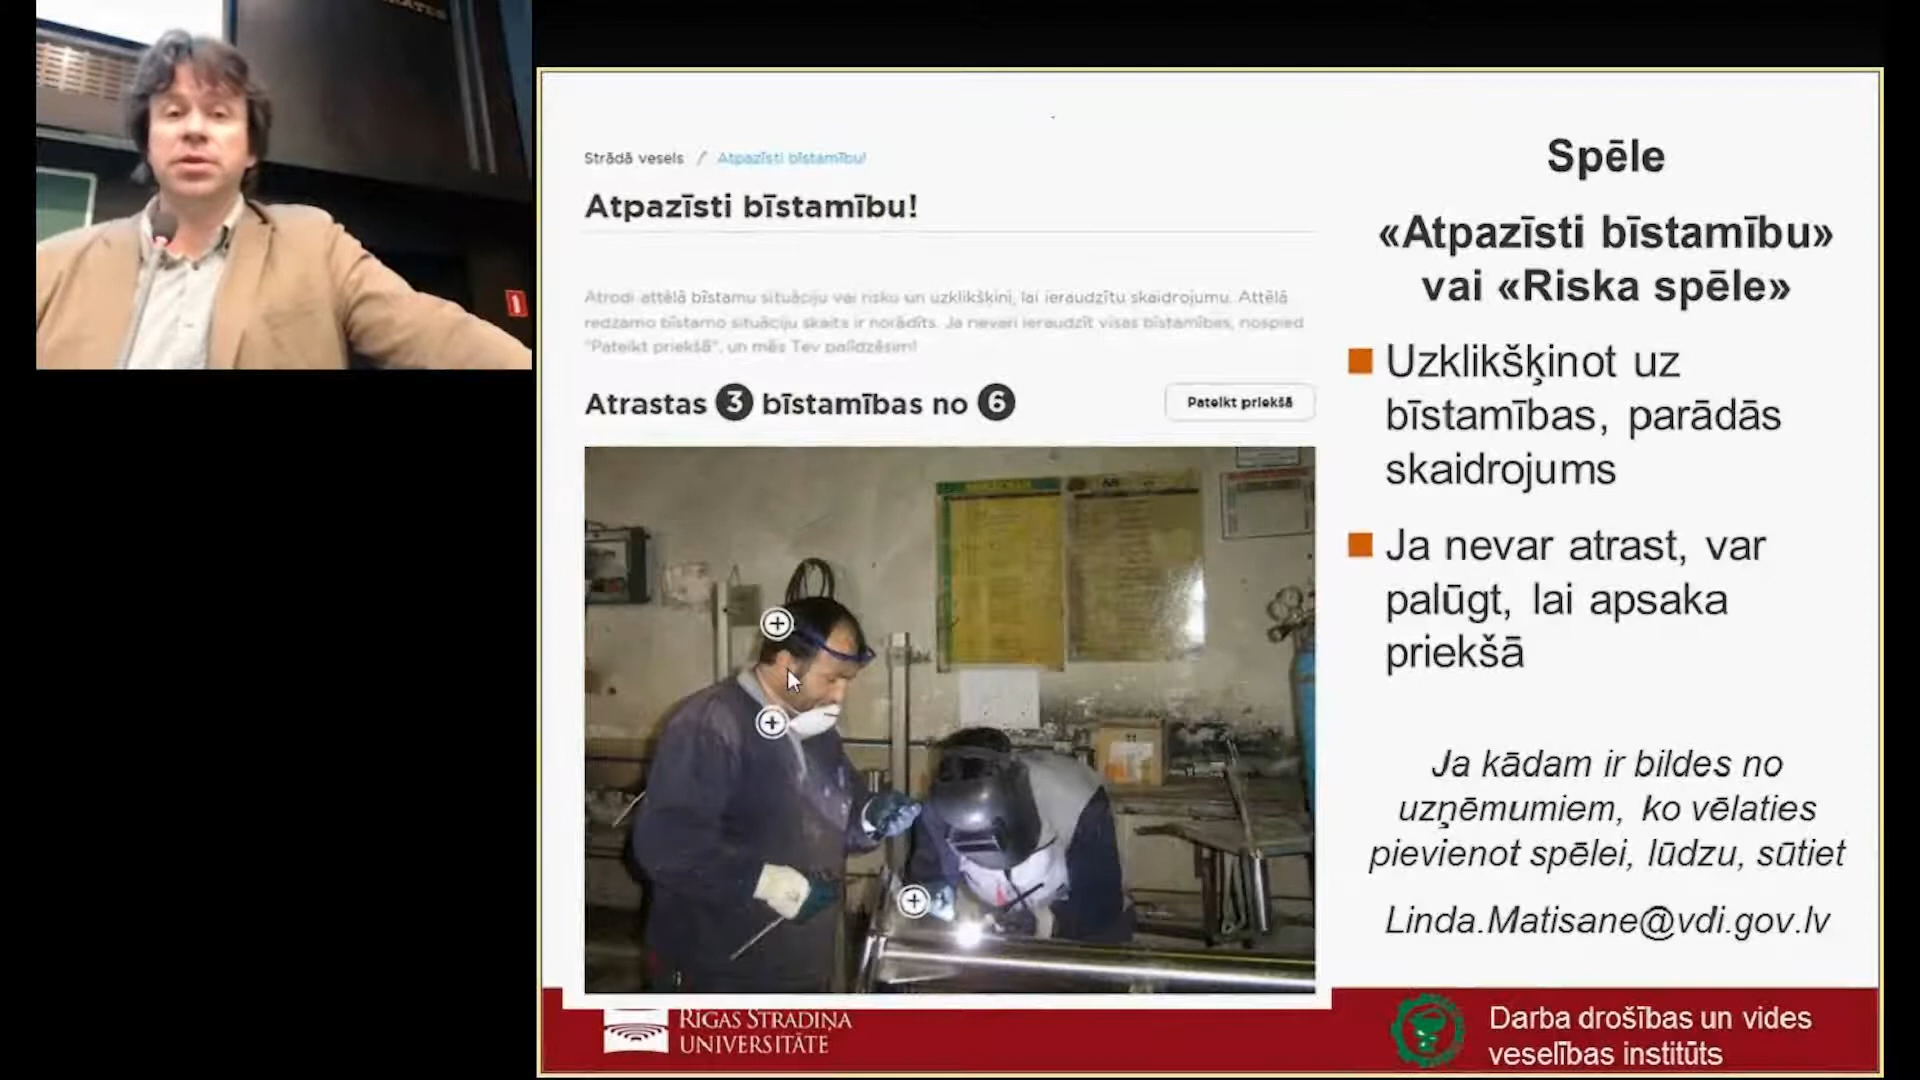 Strādā vesels / Atpazīsti bīstamību!
Atpazīsti bīstamību!
Atrodi attēlā bīstamu situāciju vai risku un uzklikšķini, lai ieraudzītu skaidrojumu. Attēlā
redzamo bīstamo situāciju skaits ir norādīts. Ja nevari ieraudzīt visas bīstamības, nospied
"Pateikt priekšā", un mēs Tev palīdzēsim!
Atrastas 3 bīstamības no 6
Pateikt priekšā
Spēle
«Atpazīsti bīstamību»
vai «Riska spēle»
Uzklikšķinot uz
bīstamības, parādās
skaidrojums
Ja nevar atrast, var
palūgt, lai apsaka
priekšā
Ja kādam ir bildes no
uzņēmumiem, ko vēlaties
pievienot spēlei, lūdzu, sūtiet
Linda.Matisane@vdi.gov.lv
RĪGAS STRADIŅA
UNIVERSITĀTE
Darba drošības un vides
veselības institūts